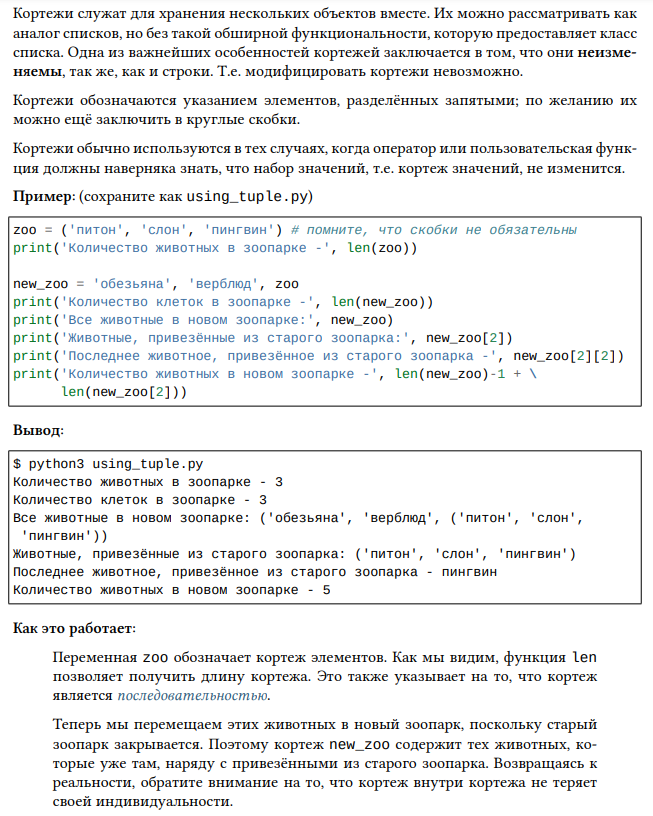 Кортежи служат для хранения нескольких объектов вместе. Их можно рассматривать как
аналог списков, но без такой обширной функциональности, которую предоставляет класс
списка. Одна из важнейших особенностей кортежей заключается в том, что они неизме-
няемы, так же, как и строки. Т.е. модифицировать кортежи невозможно.
Кортежи обозначаются указанием элементов, разделённых запятыми; по желанию их
можно ещё заключить в круглые скобки.
Кортежи обычно используются в тех случаях, когда оператор или пользовательская функ-
ция должны наверняка знать, что набор значений, т.е. кортеж значений, не изменится.
Пример: (сохраните как using_tuple.py)
zoo = ('питон', 'слон', 'пингвин') # помните, что скобки не обязательны
print('Количество животных в зоопарке -', len(zoo))
new_zoo = 'обезьяна', 'верблюд', zoo
print('Количество клеток в зоопарке -', len(new_zoo))
print('Все животные в новом зоопарке:', new_zoo)
print('Животные, привезённые из старого зоопарка:', new_zoo[2])
print('Последнее животное, привезённое из старого зоопарка -', new_zoo[2][2])
print('Количество животных в новом зоопарке -', len(new_zoo)-1 + \
len(new_zoo[2]))
Вывод:
$ python3 using_tuple.py
Количество животных в зоопарке - 3
Количество клеток в зоопарке - 3
Все животные в новом зоопарке: ('обезьяна', 'верблюд', ('питон', 'слон',
'пингвин'))
Животные, привезённые из старого зоопарка: ('питон', 'слон', 'пингвин')
Последнее животное, привезённое из старого зоопарка - пингвин
Количество животных в новом зоопарке - 5
Как это работает:
Переменная zoo обозначает кортеж элементов. Как мы видим, функция len
позволяет получить длину кортежа. Это также указывает на то, что кортеж
является последовательностью.
Теперь мы перемещаем этих животных в новый зоопарк, поскольку старый
зоопарк закрывается. Поэтому кортеж new_zoo содержит тех животных, ко-
торые уже там, наряду с привезёнными из старого зоопарка. Возвращаясь к
реальности, обратите внимание на то, что кортеж внутри кортежа не теряет
своей индивидуальности.